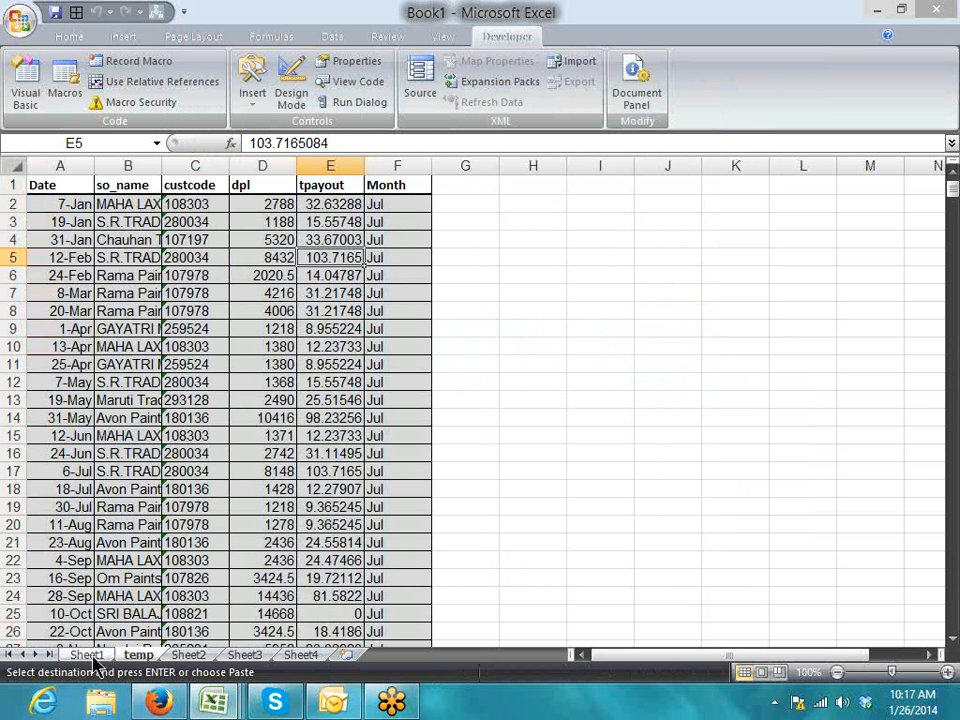 Book1 - Microsoft Excel
Home Insert Page Layout Formulas Data Review View Developer
Record Macro Properties Map Properties Import
Use Relative References View Code Expansion Packs Export
Visual Basic Macros Macro Security Insert Design Mode Run Dialog Source Refresh Data Document Panel
Code Controls XML Modify
E5 fx 103.7165084
A B C D E F G H I J K L M N
1 Date so_name custcode dpl tpayout Month
2 7-Jan MAHA LAX 108303 2788 32.63288 Jul
3 19-Jan S.R.TRAD 280034 1188 15.55748 Jul
4 31-Jan Chauhan T 107197 5320 33.67003 Jul
5 12-Feb S.R.TRAD 280034 8432 103.7165 Jul
6 24-Feb Rama Pair 107978 2020.5 14.04787 Jul
7 8-Mar Rama Pair 107978 4216 31.21748 Jul
8 20-Mar Rama Pair 107978 4006 31.21748 Jul
9 1-Apr GAYATRI 259524 1218 8.955224 Jul
10 13-Apr MAHA LAX 108303 1380 12.23733 Jul
11 25-Apr GAYATRI 259524 1380 8.955224 Jul
12 7-May S.R.TRAD 280034 1368 15.55748 Jul
13 19-May Maruti Trac 293128 2490 25.51546 Jul
14 31-May Avon Paint 180136 10416 98.23256 Jul
15 12-Jun MAHA LAX 108303 1371 12.23733 Jul
16 24-Jun S.R.TRAD 280034 2742 31.11495 Jul
17 6-Jul S.R.TRAD 280034 8148 103.7165 Jul
18 18-Jul Avon Paint 180136 1428 12.27907 Jul
19 30-Jul Rama Pair 107978 1218 9.365245 Jul
20 11-Aug Rama Pair 107978 1278 9.365245 Jul
21 23-Aug Avon Paint 180136 2436 24.55814 Jul
22 4-Sep MAHA LAX 108303 2436 24.47466 Jul
23 16-Sep Om Paints 107826 3424.5 19.72112 Jul
24 28-Sep MAHA LAX 108303 14436 81.5822 Jul
25 10-Oct SRI BALAJ 108821 14668 0 Jul
26 22-Oct Avon Paint 180136 3424.5 18.4186 Jul
Sheet1 temp Sheet2 Sheet3 Sheet4
Select destination and press ENTER or choose Paste 100%
10:17 AM
1/26/2014